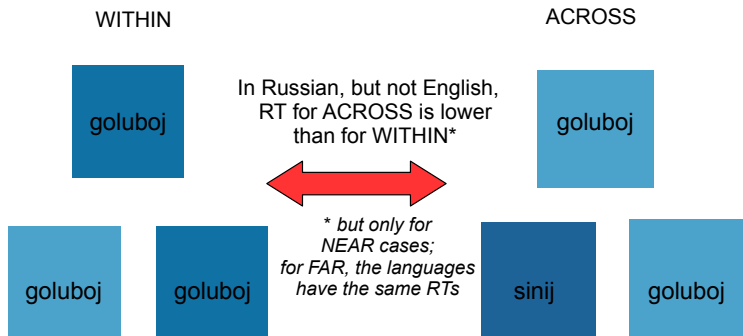 WITHIN
ACROSS
goluboj
In Russian, but not English,
RT for ACROSS is lower
than for WITHIN*
goluboj
* but only for
NEAR cases;
for FAR, the languages
have the same RTs
goluboj
goluboj
sinij
goluboj